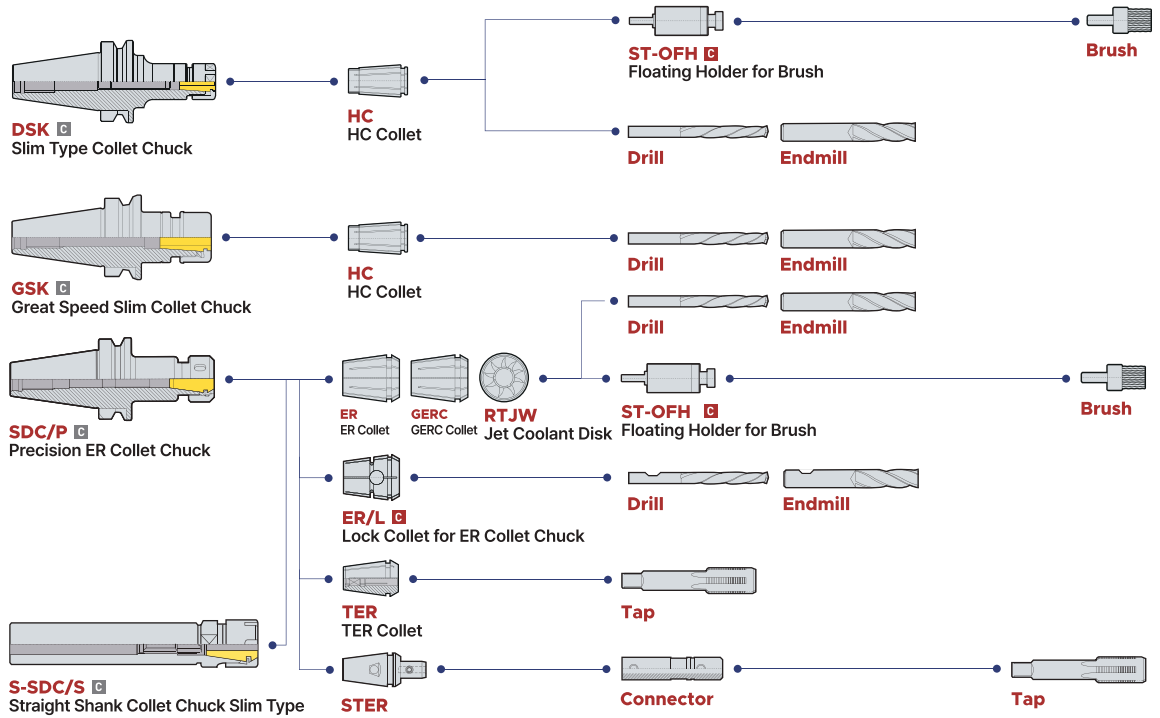 ST-OFH C
Floating Holder for Brush
Brush
DSK C
Slim Type Collet Chuck
HC
HC Collet
Drill
Endmill
GSK C
Great Speed Slim Collet Chuck
HC
HC Collet
Drill
Endmill
Drill
Endmill
SDC/P C
Precision ER Collet Chuck
ER
ER Collet
GERC
GERC Collet
RTJW
Jet Coolant Disk
ST-OFH C
Floating Holder for Brush
Brush
ER/L C
Lock Collet for ER Collet Chuck
Drill
Endmill
TER
TER Collet
Tap
S-SDC/S C
Straight Shank Collet Chuck Slim Type
STER
Connector
Tap